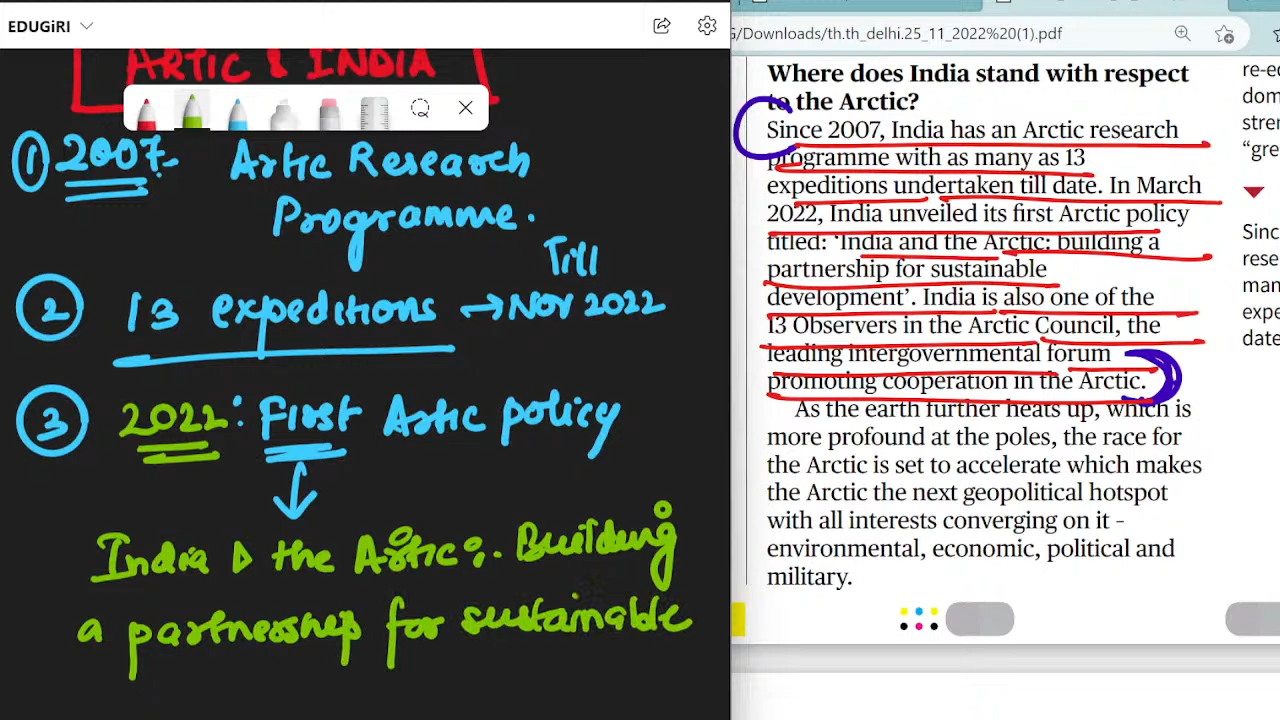 EDUGiRI
ARTIC & INDIA
① 2007. Artic Research
Programme.
Till
② 13 expeditions → NOV 2022
③ 2022: First Artic policy
India & the Artic: Building
a partnership for sustainable
G/Downloads/th.th_delhi.25_11_2022%20(1).pdf
Where does India stand with respect
to the Arctic?
Since 2007, India has an Arctic research
programme with as many as 13
expeditions undertaken till date. In March
2022, India unveiled its first Arctic policy
titled: ‘India and the Arctic: building a
partnership for sustainable
development’. India is also one of the
13 Observers in the Arctic Council, the
leading intergovernmental forum
promoting cooperation in the Arctic.
As the earth further heats up, which is
more profound at the poles, the race for
the Arctic is set to accelerate which makes
the Arctic the next geopolitical hotspot
with all interests converging on it –
environmental, economic, political and
military.
re-e
dom
stren
“gre
Sinc
rese
man
expe
date